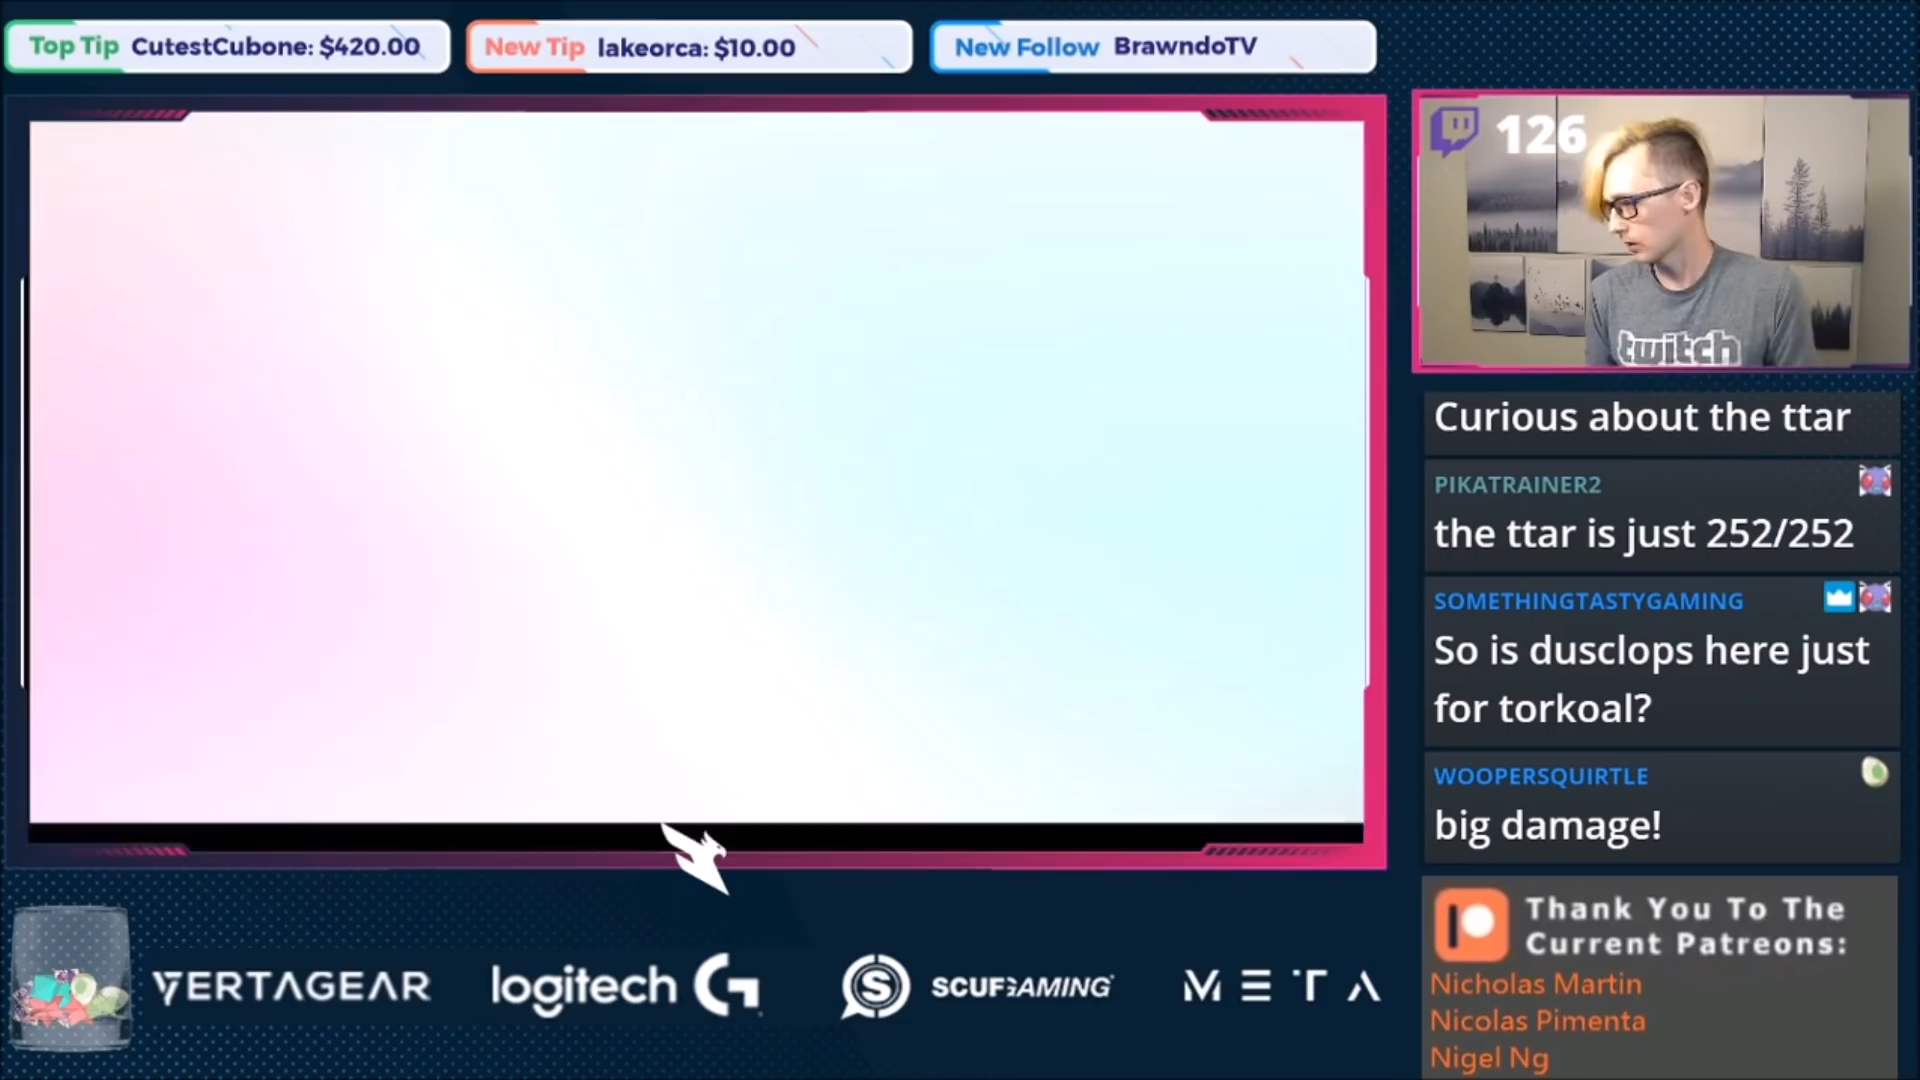 Top Tip CutestCubone: $420.00
New Tip lakeorca: $10.00
New Follow BrawndoTV
126
twitch
Curious about the ttar
PIKATRAINER2
the ttar is just 252/252
SOMETHINGTASTYGAMING
So is dusclops here just
for torkoal?
WOOPERSQUIRTLE
big damage!
Thank You To The
Current Patreons:
Nicholas Martin
Nicolas Pimenta
Nigel Ng
VERTAGEAR
logitech G
SCUFGAMING
META